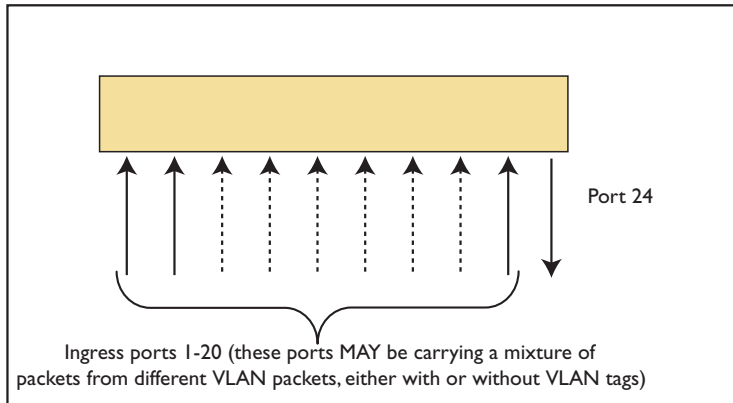 Port 24
Ingress ports 1-20 (these ports MAY be carrying a mixture of
packets from different VLAN packets, either with or without VLAN tags)